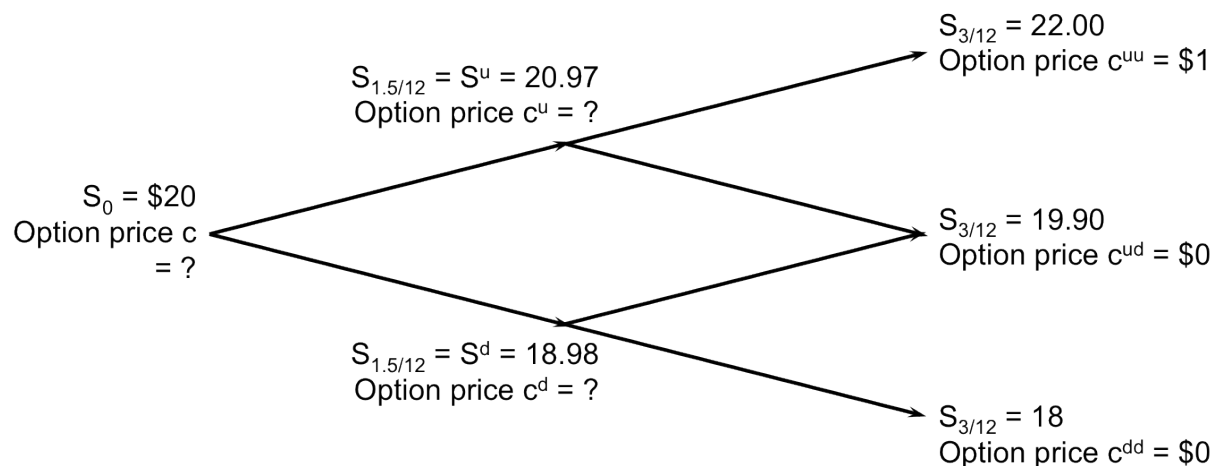 S₃/₁₂ = 22.00
Option price cᵘᵘ = $1
S₁.₅/₁₂ = Sᵘ = 20.97
Option price cᵘ = ?
S₀ = $20
Option price c
= ?
S₃/₁₂ = 19.90
Option price cᵘᵈ = $0
S₁.₅/₁₂ = Sᵈ = 18.98
Option price cᵈ = ?
S₃/₁₂ = 18
Option price cᵈᵈ = $0